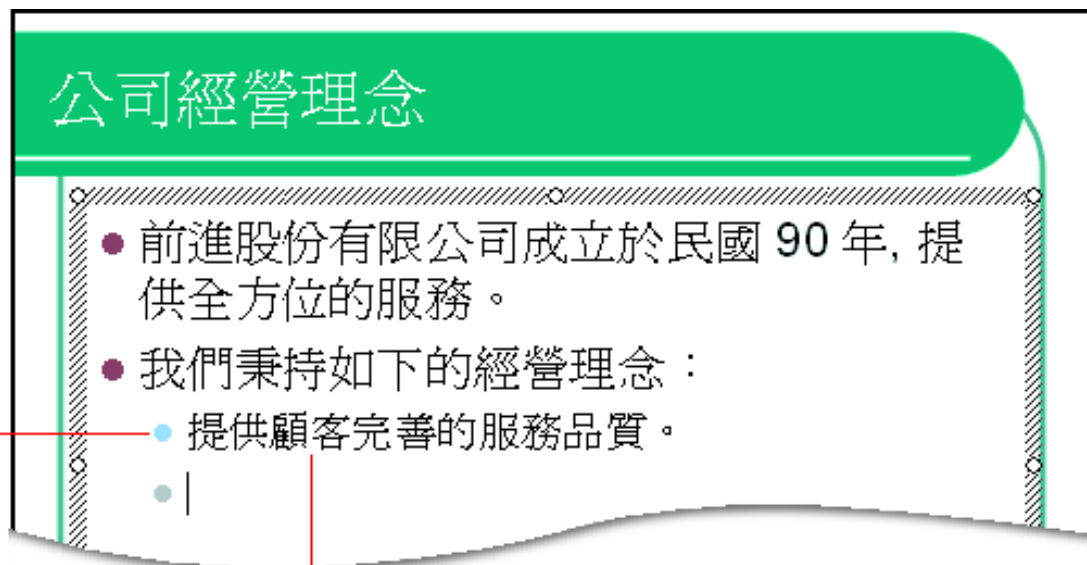 公司經營理念
前進股份有限公司成立於民國 90 年, 提
供全方位的服務。
我們秉持如下的經營理念：
提供顧客完善的服務品質。